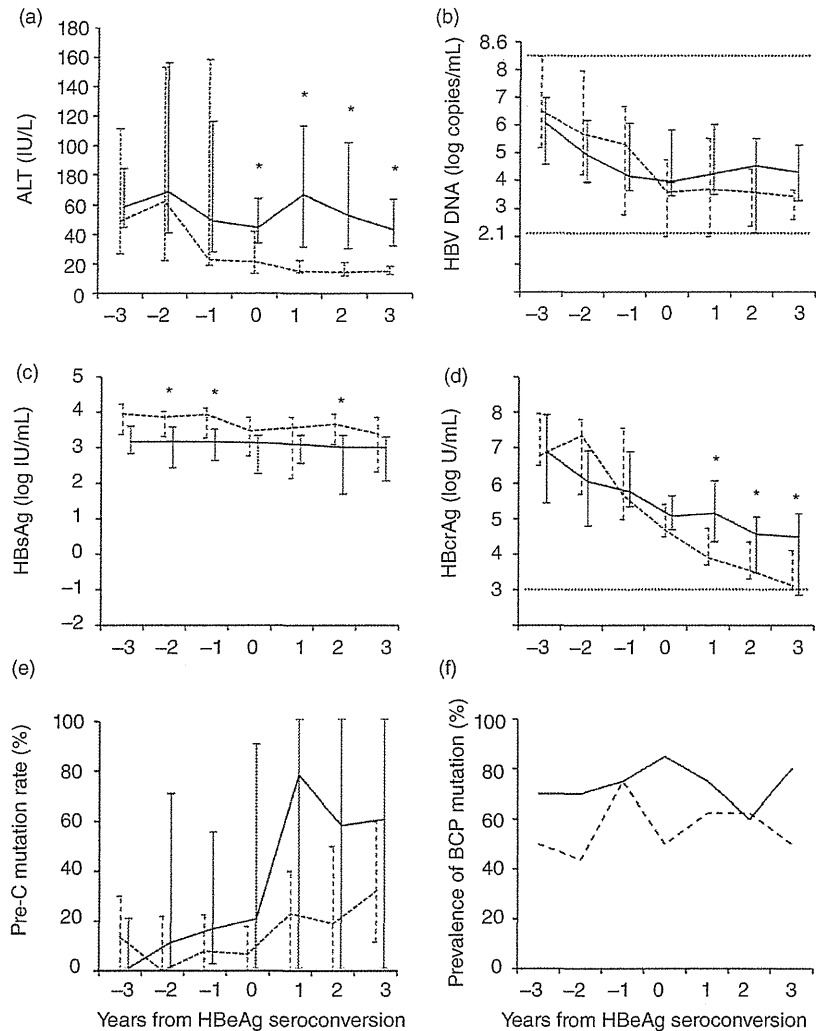 (a)
ALT (IU/L)
180
160
140
120
100
80
160
140
120
180
60
40
20
0
−3 −2 −1 0 1 2 3
* * * *
(b)
HBV DNA (log copies/mL)
8.6
8
7
6
5
4
3
2.1
−3 −2 −1 0 1 2 3
(c)
HBsAg (log IU/mL)
5
4
3
2
1
0
−1
−2
* * *
−3 −2 −1 0 1 2 3
(d)
HBcrAg (log U/mL)
8
7
6
5
4
3
* * *
−3 −2 −1 0 1 2 3
(e)
Pre-C mutation rate (%)
100
80
60
40
20
0
−3 −2 −1 0 1 2 3
Years from HBeAg seroconversion
(f)
Prevalence of BCP mutation (%)
100
80
60
40
20
0
−3 −2 −1 0 1 2 3
Years from HBeAg seroconversion